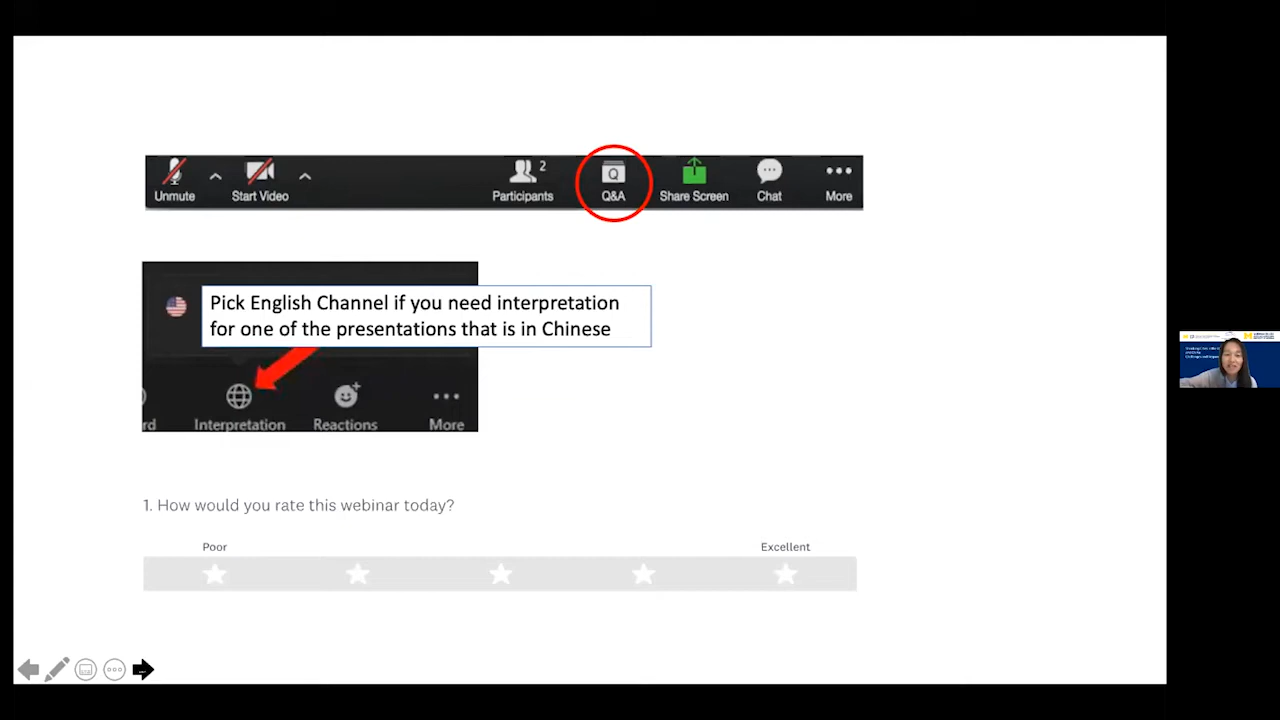 Unmute
Start Video
Participants
2
Q
Q&A
Share Screen
Chat
More
Pick English Channel if you need interpretation
for one of the presentations that is in Chinese
rd
Interpretation
Reactions
More
1. How would you rate this webinar today?
Poor
Excellent